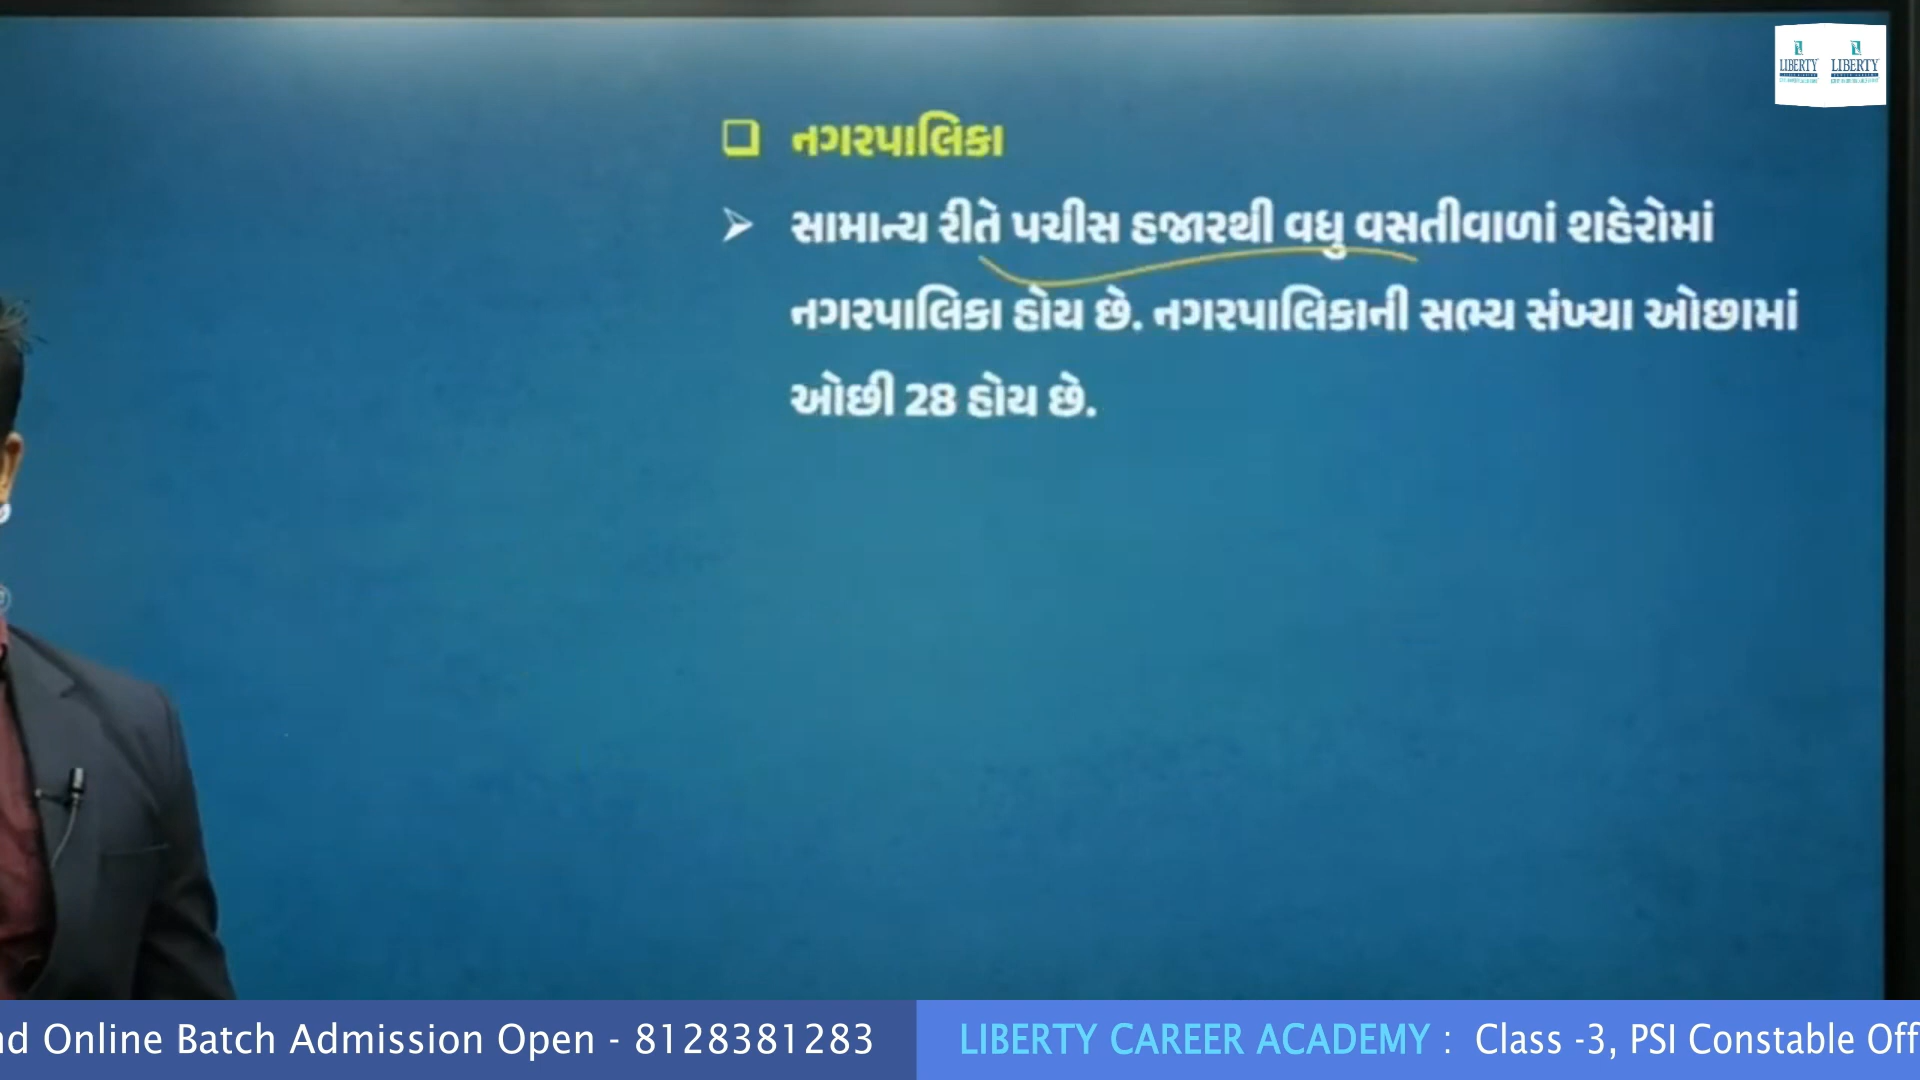 LIBERTY LIBERTY
❑ નગરપાલિકા
➢ સામાન્ય રીતે પચીસ હજારથી વધુ વસતીવાળાં શહેરોમાં
નગરપાલિકા હોય છે. નગરપાલિકાની સભ્ય સંખ્યા ઓછામાં
ઓછી 28 હોય છે.
nd Online Batch Admission Open - 8128381283
LIBERTY CAREER ACADEMY : Class -3, PSI Constable Off